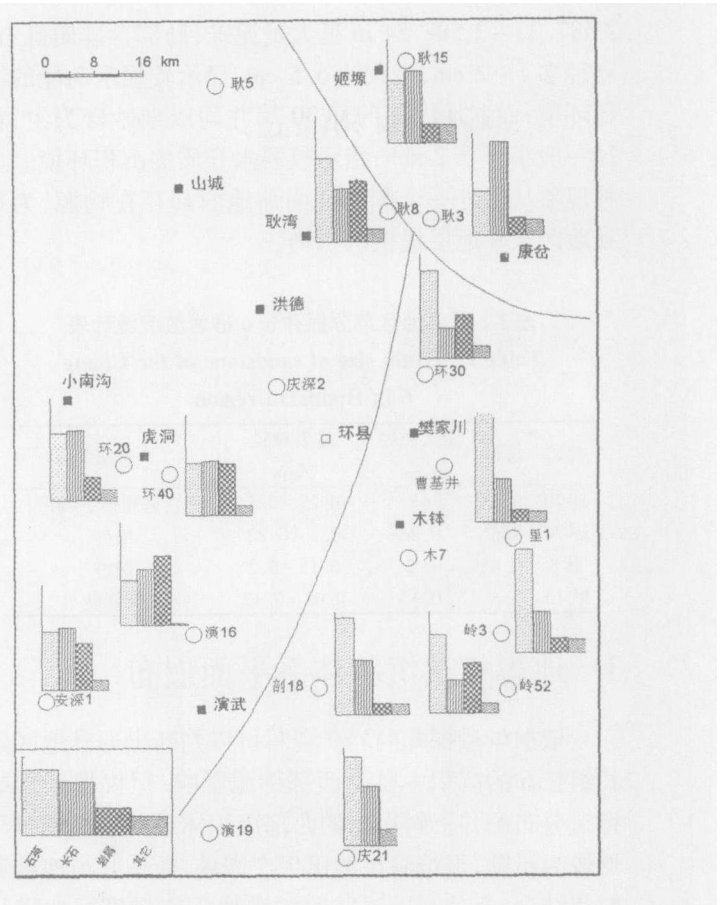 0 8 16 km
耿5
姬塬
耿15
山城
耿湾
耿8
耿3
康岔
洪德
环30
小南沟
庆深2
虎洞
环20
环40
环县
樊家川
曹基井
木钵
里1
木7
演16
岭3
安深1
演武
剖18
岭52
石英
长石
岩屑
其它
演19
庆21